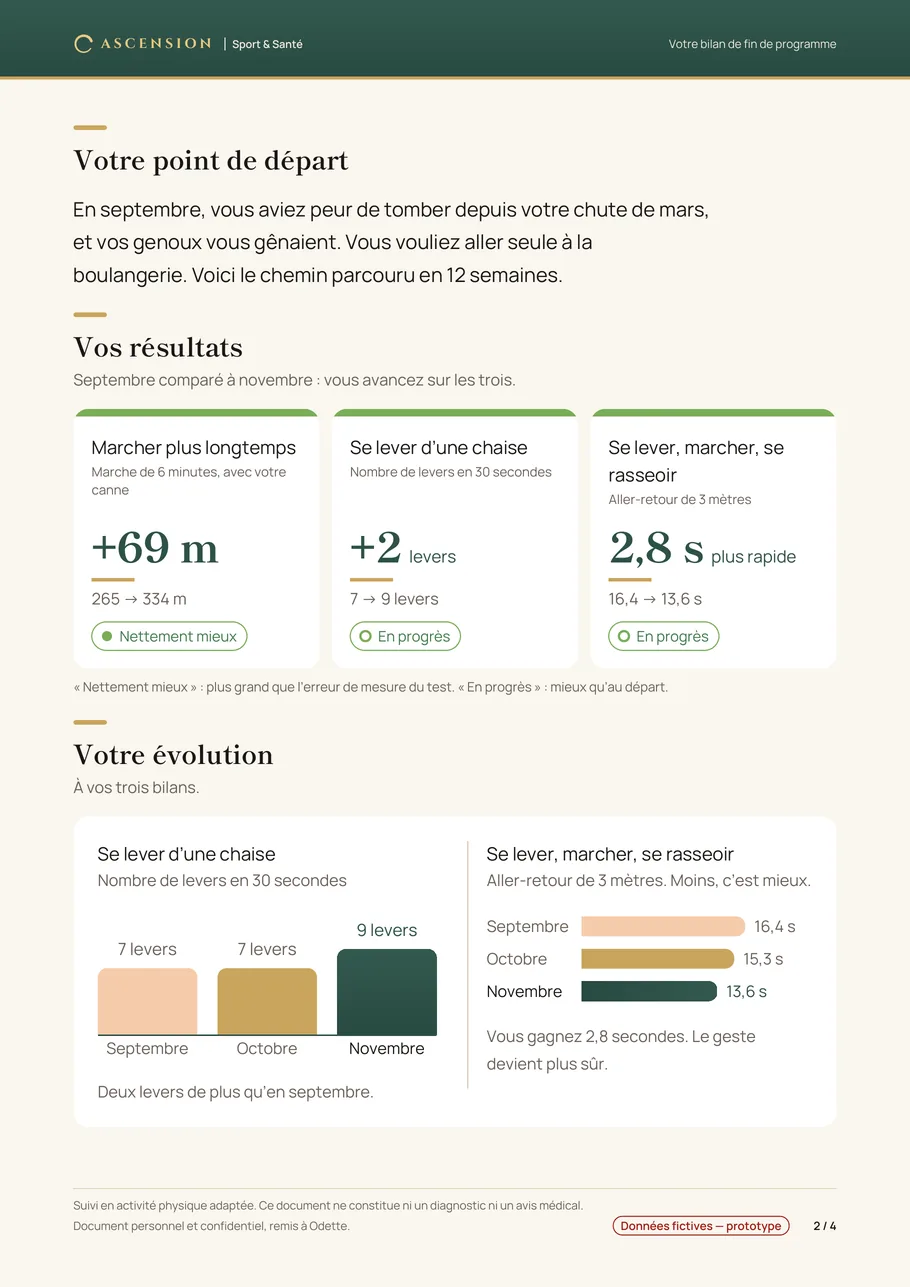 ASCENSION | Sport & Santé
Votre bilan de fin de programme
Votre point de départ
En septembre, vous aviez peur de tomber depuis votre chute de mars,
et vos genoux vous gênaient. Vous vouliez aller seule à la
boulangerie. Voici le chemin parcouru en 12 semaines.
Vos résultats
Septembre comparé à novembre : vous avancez sur les trois.
Marcher plus longtemps
Marche de 6 minutes, avec votre
canne
+69 m
265 → 334 m
Nettement mieux
Se lever d’une chaise
Nombre de levers en 30 secondes
+2 levers
7 → 9 levers
En progrès
Se lever, marcher, se
rasseoir
Aller-retour de 3 mètres
2,8 s plus rapide
16,4 → 13,6 s
En progrès
« Nettement mieux » : plus grand que l’erreur de mesure du test. « En progrès » : mieux qu’au départ.
Votre évolution
À vos trois bilans.
Se lever d’une chaise
Nombre de levers en 30 secondes
7 levers
7 levers
9 levers
Septembre
Octobre
Novembre
Deux levers de plus qu’en septembre.
Se lever, marcher, se rasseoir
Aller-retour de 3 mètres. Moins, c’est mieux.
Septembre 16,4 s
Octobre 15,3 s
Novembre 13,6 s
Vous gagnez 2,8 secondes. Le geste
devient plus sûr.
Suivi en activité physique adaptée. Ce document ne constitue ni un diagnostic ni un avis médical.
Document personnel et confidentiel, remis à Odette.
Données fictives — prototype
2 / 4